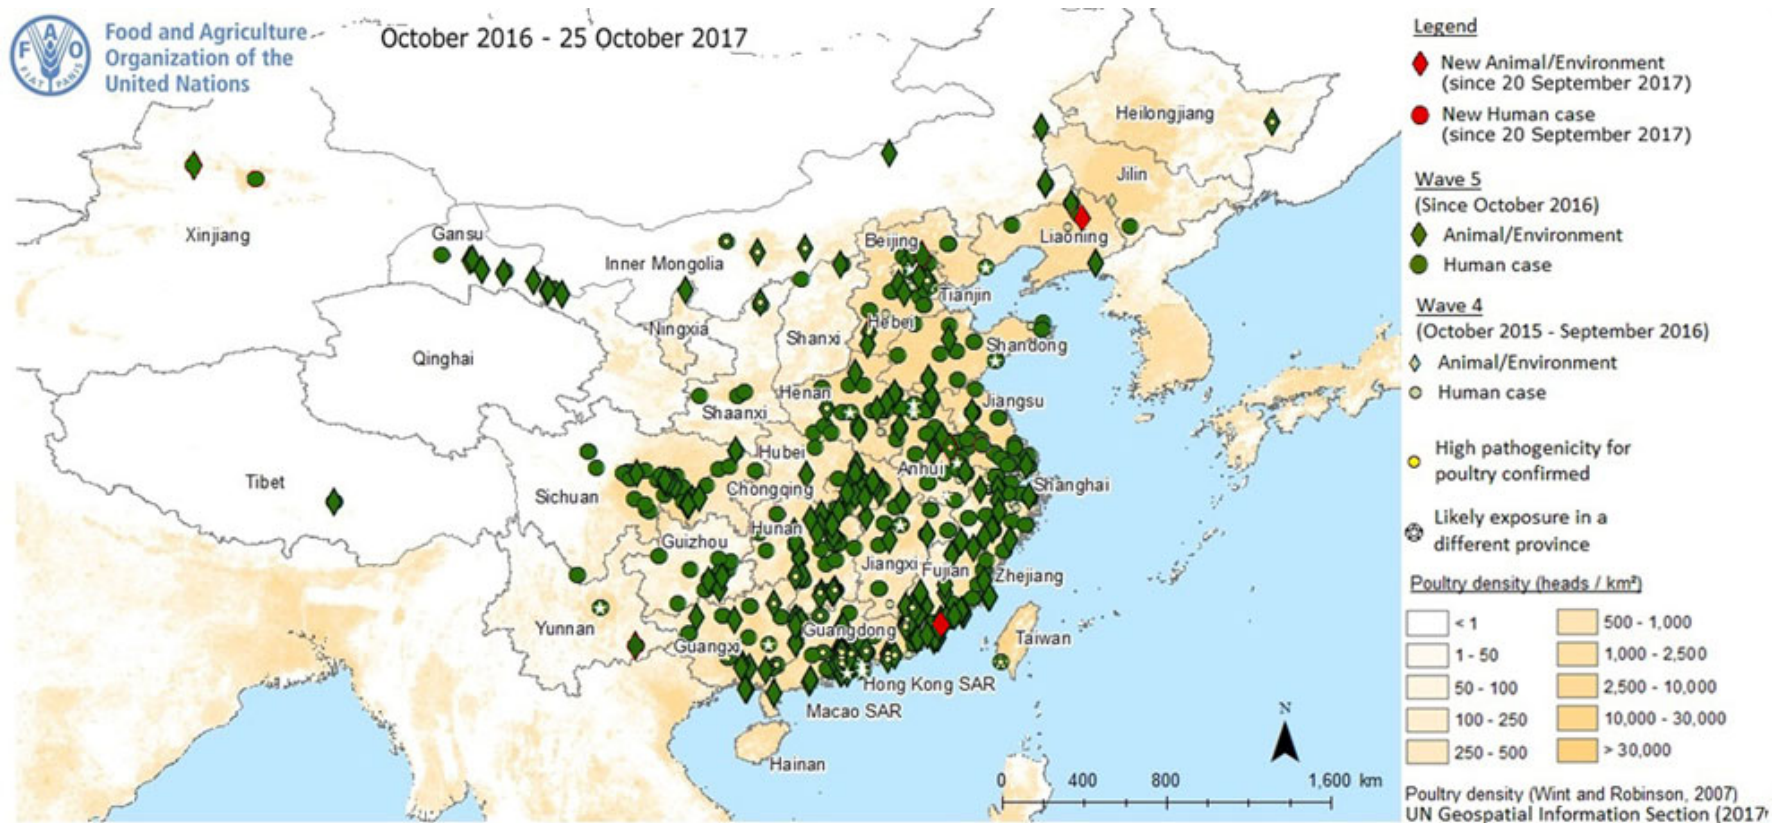 Food and Agriculture
Organization of the
United Nations
F A O
FIAT PANIS
October 2016 - 25 October 2017
Heilongjiang
Jilin
Xinjiang
Gansu
Beijing
Liaoning
Inner Mongolia
Tianjin
Ningxia
Shanxi
Hebei
Shandong
Qinghai
Henan
Shaanxi
Jiangsu
Hubei
Anhui
Tibet
Sichuan
Chongqing
Shanghai
Hunan
Guizhou
Jiangxi
Fujian
Zhejiang
Yunnan
Guangxi
Guangdong
Taiwan
Hong Kong SAR
Macao SAR
Hainan
N
0 400 800 1,600 km
Legend
New Animal/Environment
(since 20 September 2017)
New Human case
(since 20 September 2017)
Wave 5
(Since October 2016)
Animal/Environment
Human case
Wave 4
(October 2015 - September 2016)
Animal/Environment
Human case
High pathogenicity for
poultry confirmed
Likely exposure in a
different province
Poultry density (heads / km²)
< 1
1 - 50
50 - 100
100 - 250
250 - 500
500 - 1,000
1,000 - 2,500
2,500 - 10,000
10,000 - 30,000
> 30,000
Poultry density (Wint and Robinson, 2007)
UN Geospatial Information Section (2017